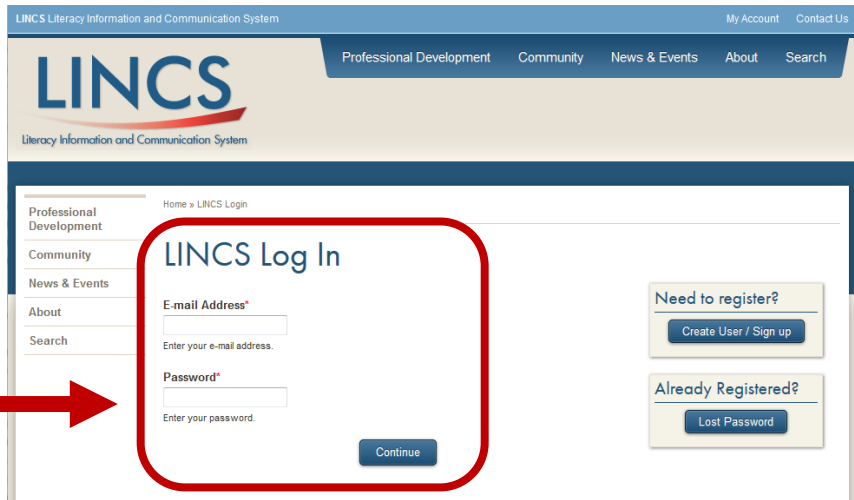 LINCS Literacy Information and Communication System
My Account Contact Us
LINCS
Literacy Information and Communication System
Professional Development Community News & Events About Search
Professional
Development
Community
News & Events
About
Search
Home » LINCS Login
LINCS Log In
E-mail Address*
Enter your e-mail address.
Password*
Enter your password.
Continue
Need to register?
Create User / Sign up
Already Registered?
Lost Password